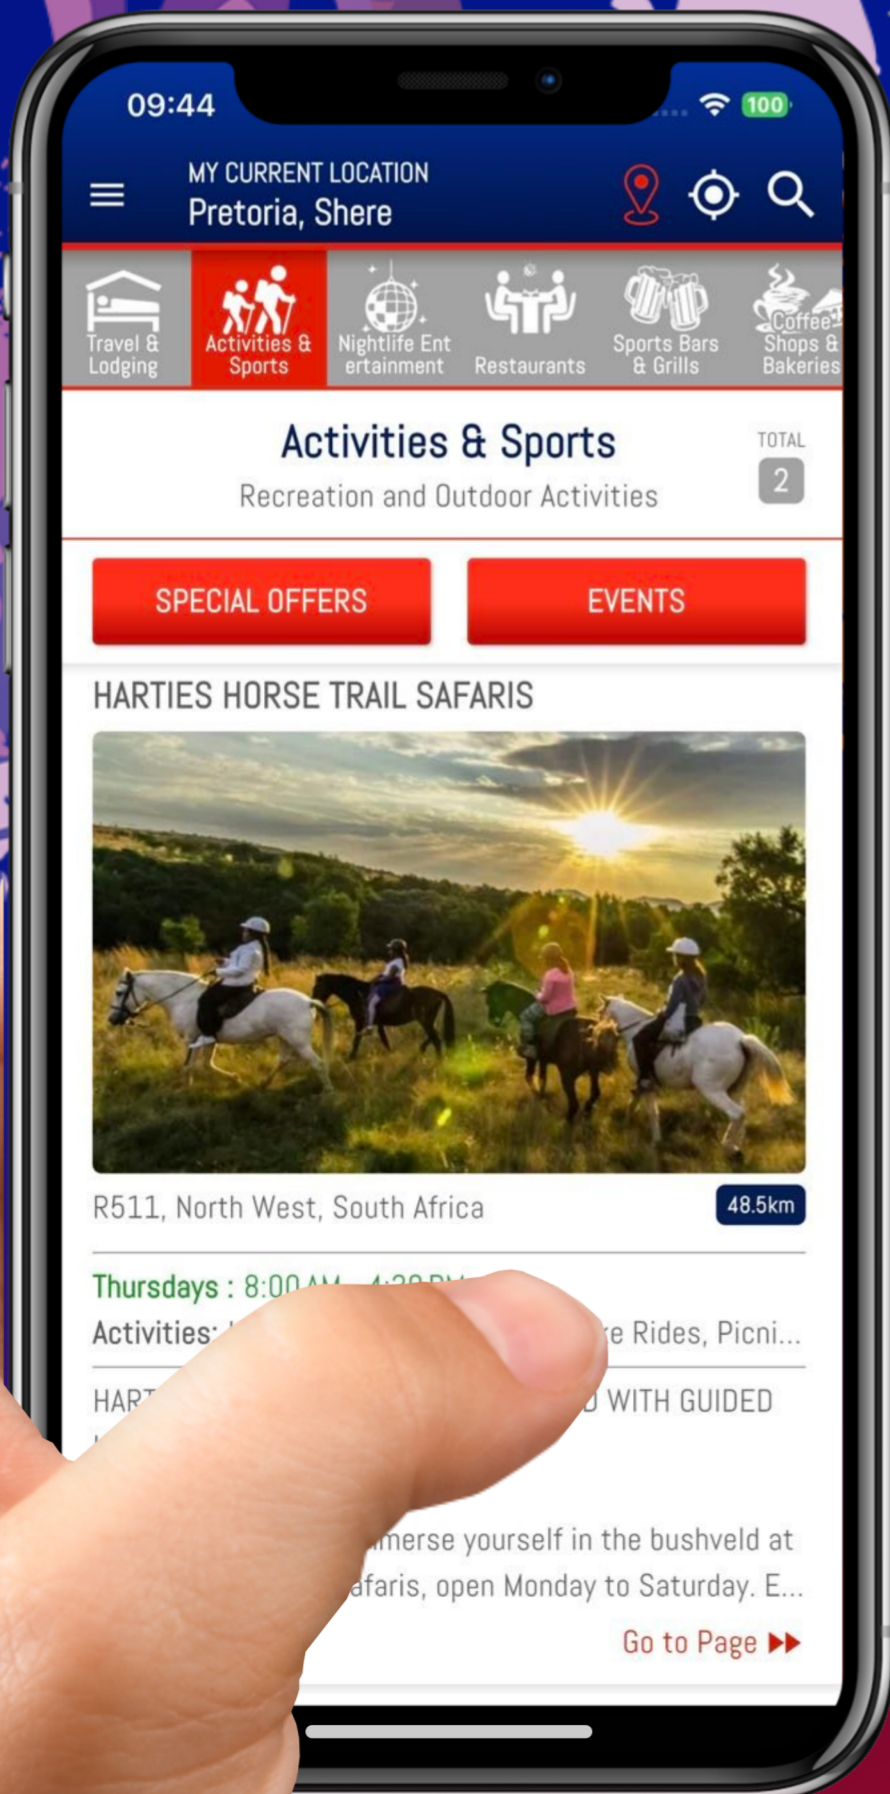 09:44
100
MY CURRENT LOCATION
Pretoria, Shere
Travel &
Lodging
Activities &
Sports
Nightlife Ent
ertainment
Restaurants
Sports Bars
& Grills
Coffee
Shops &
Bakeries
Activities & Sports
Recreation and Outdoor Activities
TOTAL
2
SPECIAL OFFERS
EVENTS
HARTIES HORSE TRAIL SAFARIS
R511, North West, South Africa
48.5km
Thursdays : 8:00 AM - 4:30 PM
Activities: Rides, Picni...
WITH GUIDED
yourself in the bushveld at
open Monday to Saturday. E...
Go to Page